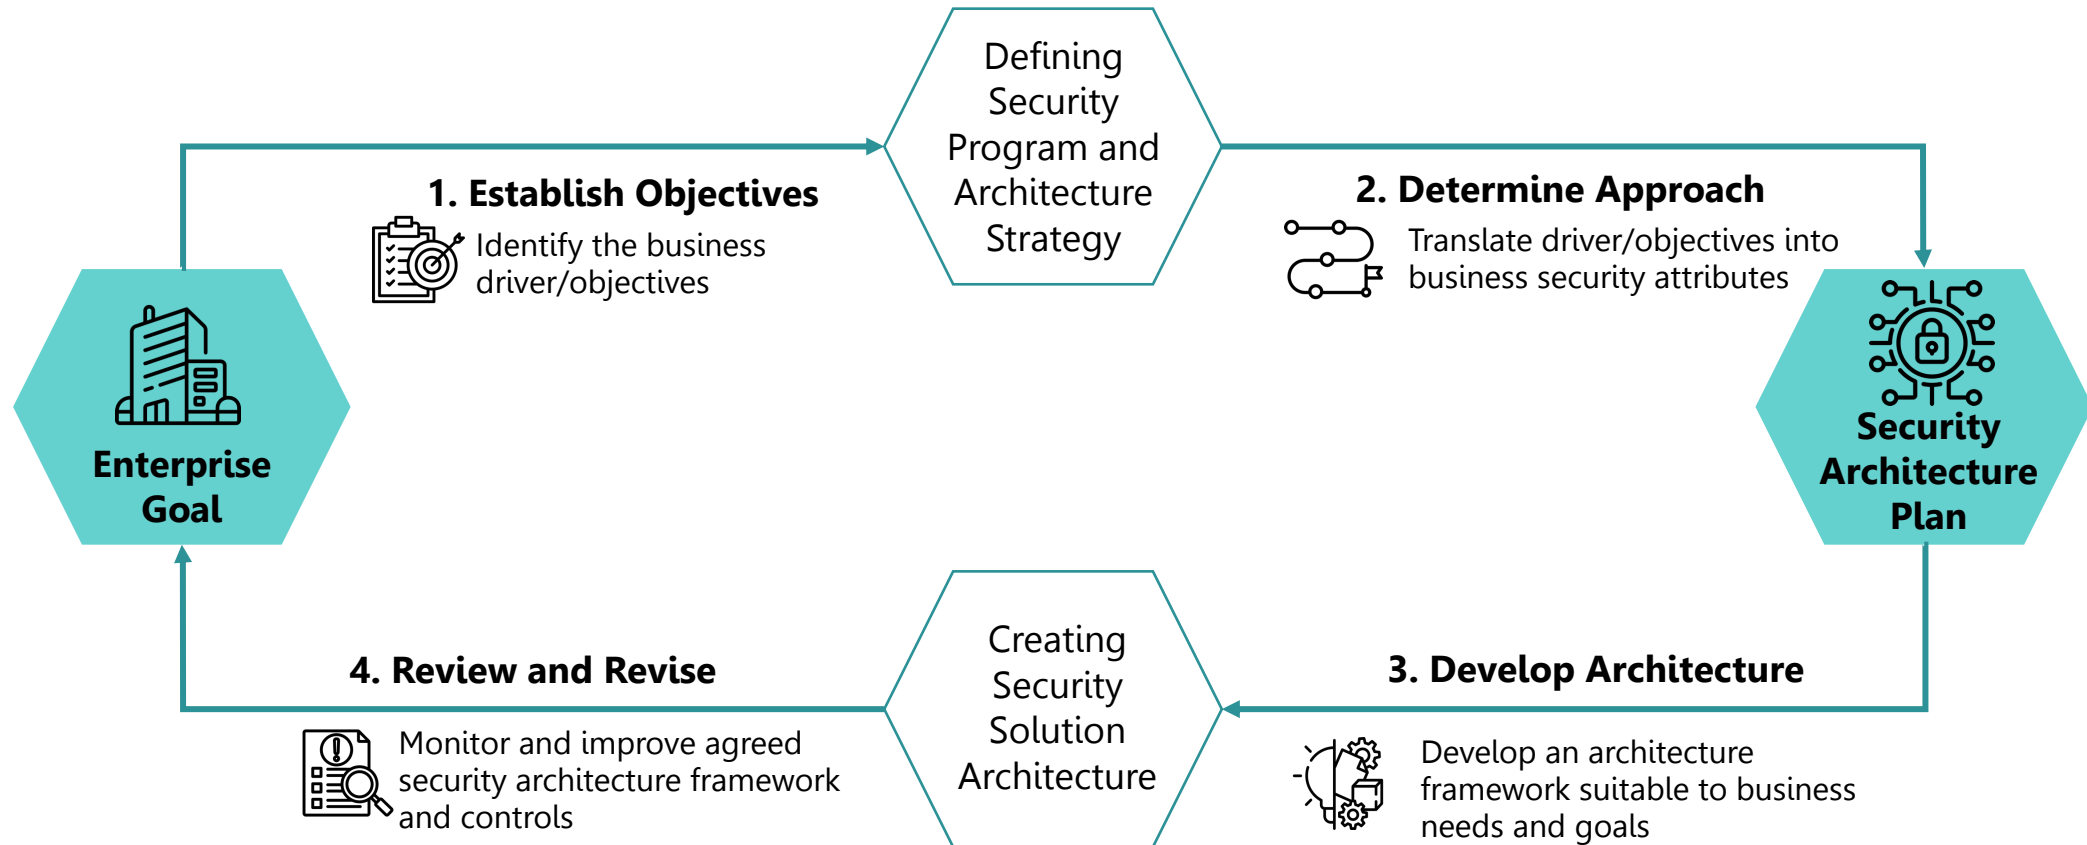 Defining
Security
Program and
Architecture
Strategy
1. Establish Objectives
Identify the business
driver/objectives
2. Determine Approach
Translate driver/objectives into
business security attributes
Enterprise
Goal
Security
Architecture
Plan
4. Review and Revise
Monitor and improve agreed
security architecture framework
and controls
Creating
Security
Solution
Architecture
3. Develop Architecture
Develop an architecture
framework suitable to business
needs and goals